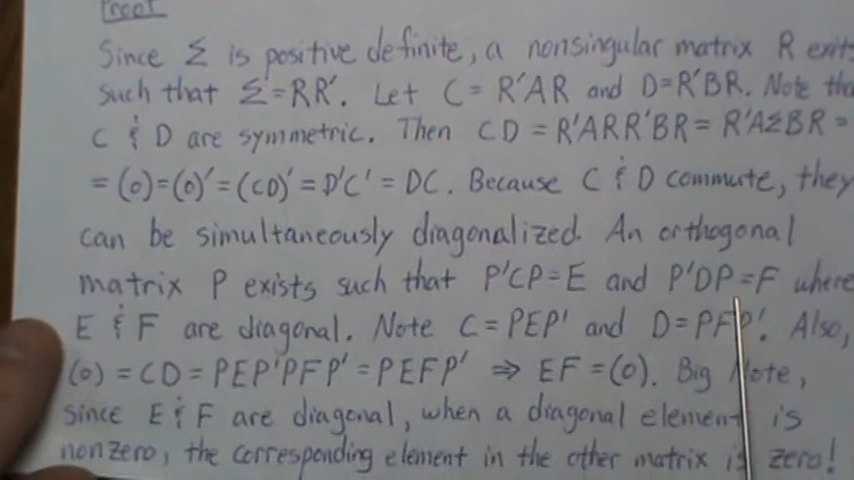 Proof
Since Σ is positive definite, a nonsingular matrix R exits
such that Σ=RR'. Let C = R'AR and D=R'BR. Note tha
C & D are symmetric. Then CD = R'ARR'BR = R'AΣBR =
= (0)=(0)'=(CD)' = D'C' = DC. Because C & D commute, they
can be simultaneously diagonalized. An orthogonal
matrix P exists such that P'CP=E and P'DP=F where
E & F are diagonal. Note C=PEP' and D=PFP'. Also,
(0) = CD = PEP'PFP' = PEFP' ⇒ EF=(0). Big Note,
since E & F are diagonal, when a diagonal element is
nonzero, the corresponding element in the other matrix is zero!